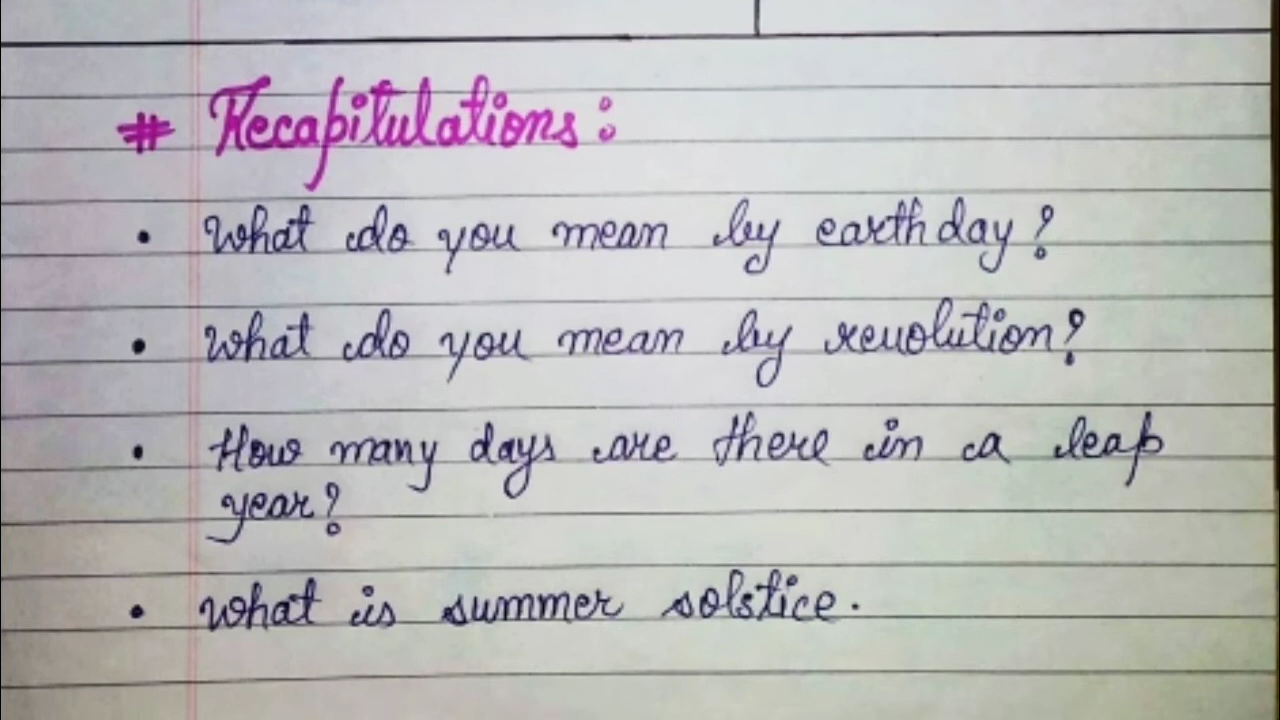 # Recapitulations:
• What do you mean by earthday?
• What do you mean by revolution?
• How many days are there in a leap
year?
• What is summer solstice.